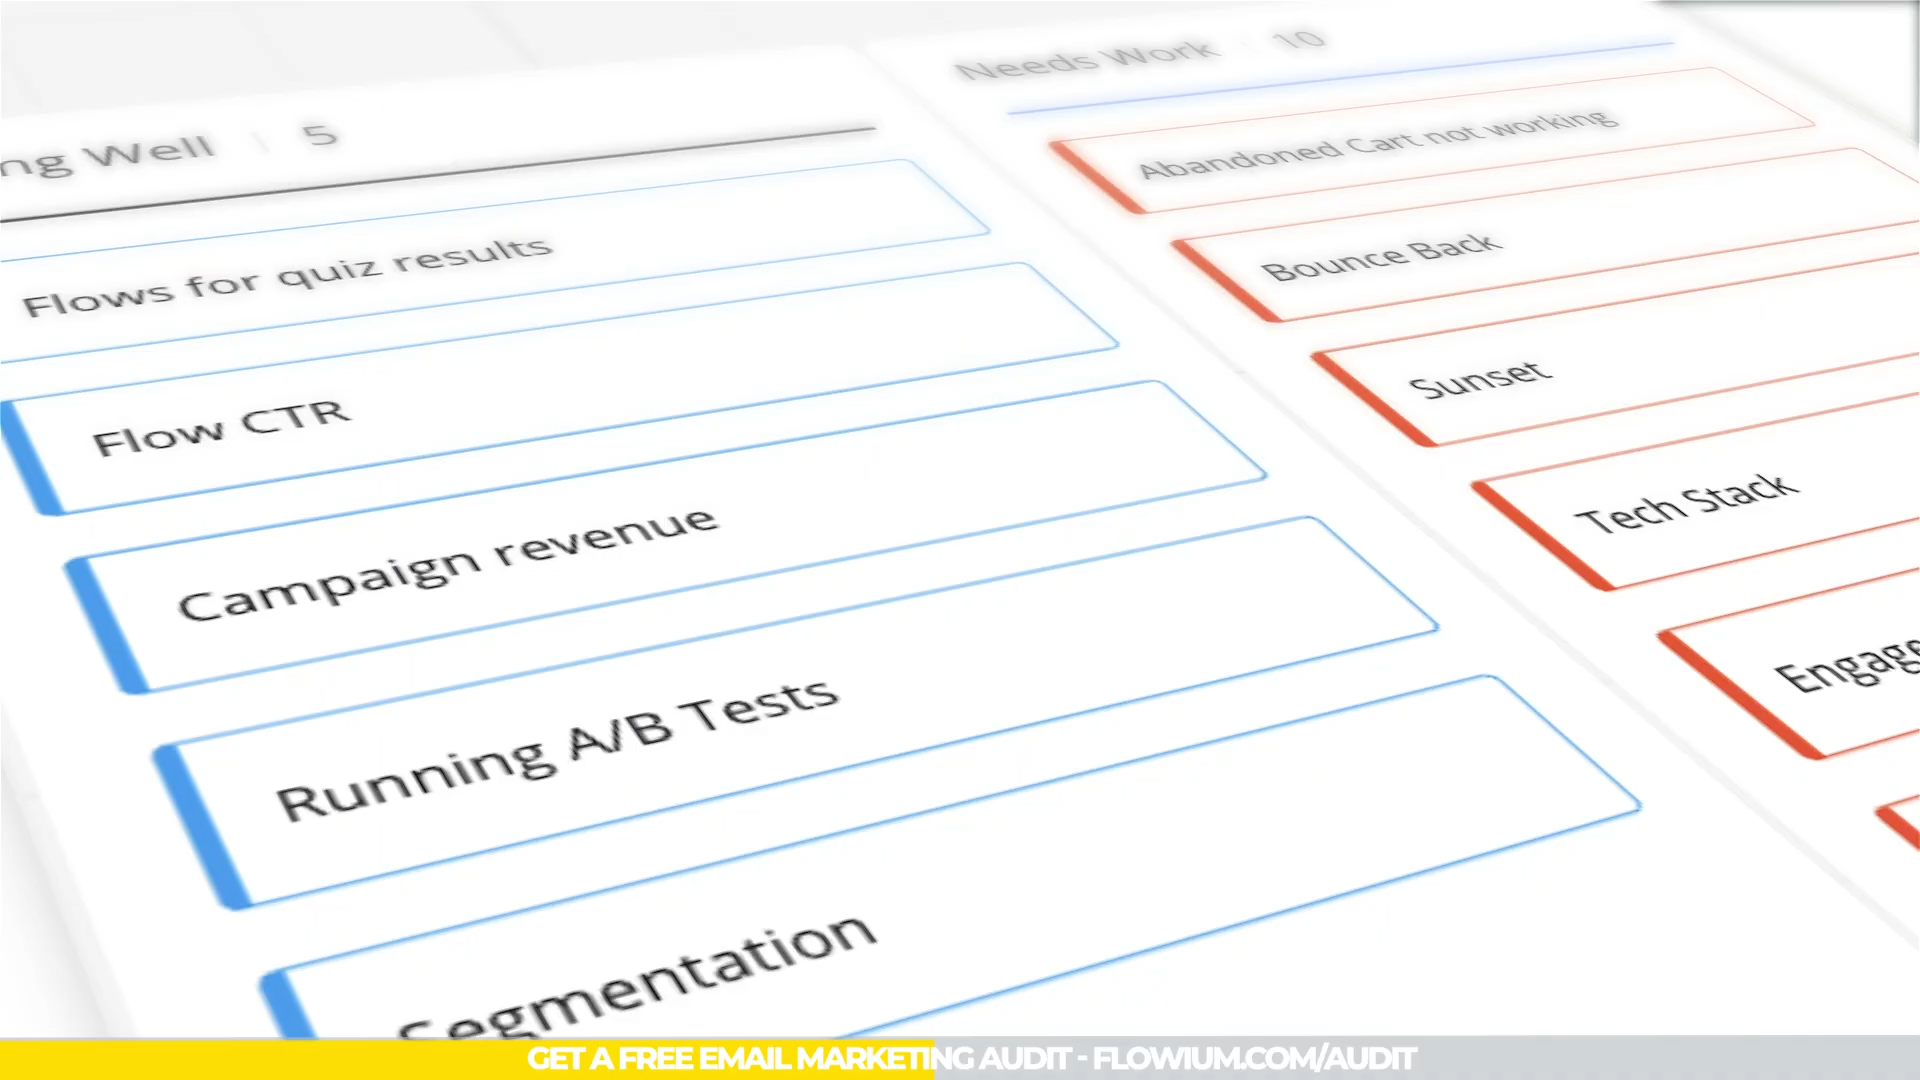 ng Well | 5
Flows for quiz results
Flow CTR
Campaign revenue
Running A/B Tests
Segmentation
Needs Work | 10
Abandoned Cart not working
Bounce Back
Sunset
Tech Stack
Engage
GET A FREE EMAIL MARKETING AUDIT - FLOWIUM.COM/AUDIT